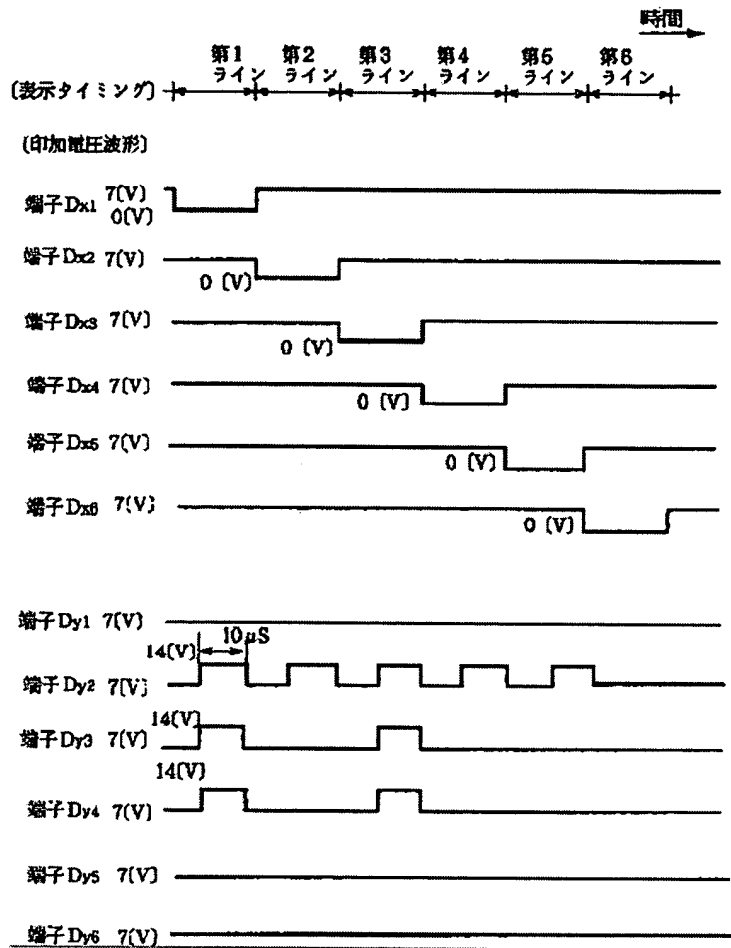 時間
第1 第2 第3 第4 第5 第6
ライン ライン ライン ライン ライン ライン
〔表示タイミング〕
〔印加電圧波形〕
端子Dx1 7〔V〕
0〔V〕
端子Dx2 7〔V〕
0〔V〕
端子Dx3 7〔V〕
0〔V〕
端子Dx4 7〔V〕
0〔V〕
端子Dx5 7〔V〕
0〔V〕
端子Dx6 7〔V〕
0〔V〕
端子Dy1 7〔V〕
14〔V〕 10μS
端子Dy2 7〔V〕
14〔V〕
端子Dy3 7〔V〕
14〔V〕
端子Dy4 7〔V〕
端子Dy5 7〔V〕
端子Dy6 7〔V〕